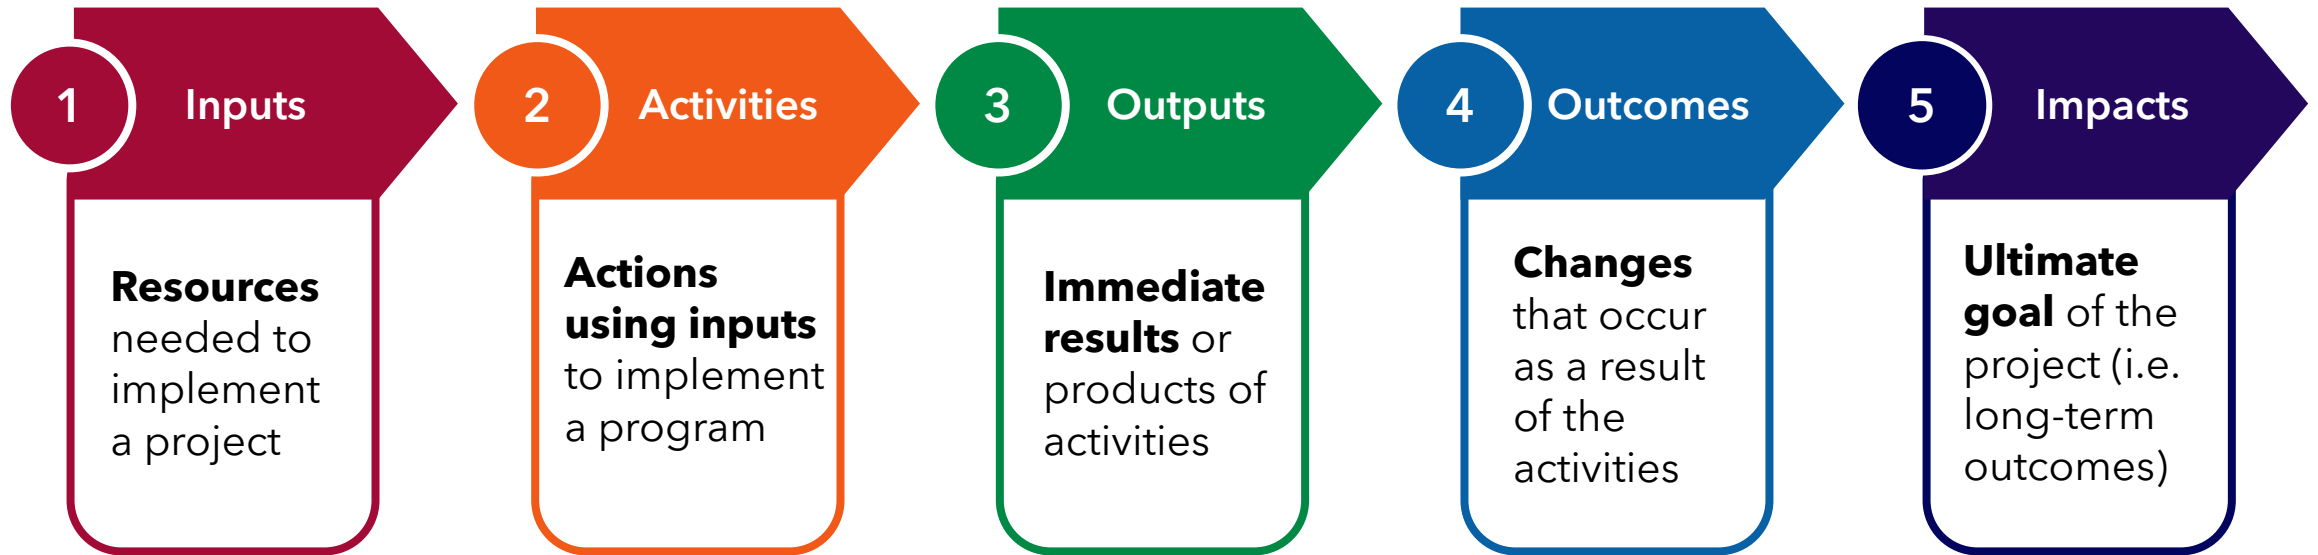 1
Inputs
Resources
needed to
implement
a project
2
Activities
Actions
using inputs
to implement
a program
3
Outputs
Immediate
results or
products of
activities
4
Outcomes
Changes
that occur
as a result
of the
activities
5
Impacts
Ultimate
goal of the
project (i.e.
long-term
outcomes)